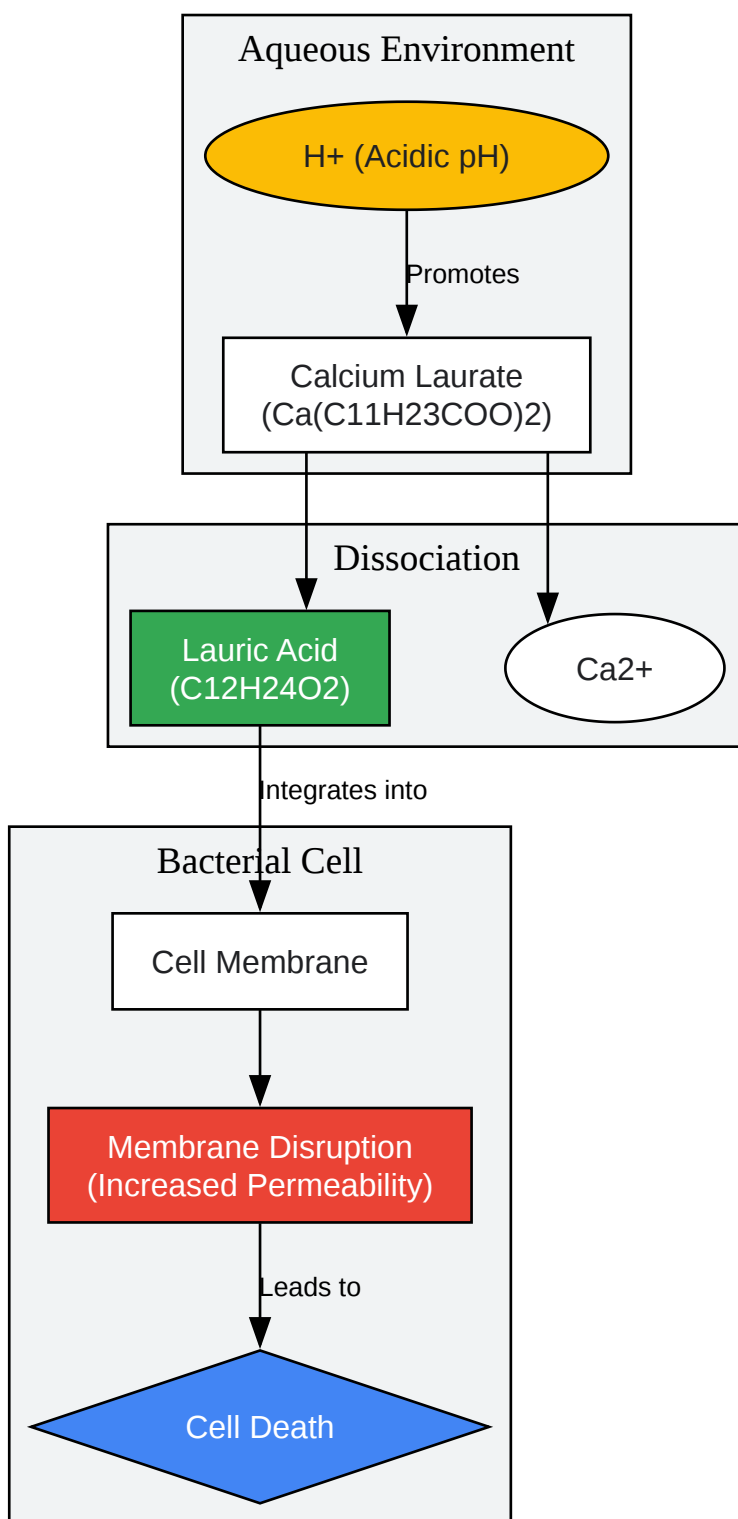 Aqueous Environment
H+ (Acidic pH)
Promotes
Calcium Laurate
(Ca(C11H23COO)2)
Dissociation
Lauric Acid
(C12H24O2)
Ca2+
Integrates into
Bacterial Cell
Cell Membrane
Membrane Disruption
(Increased Permeability)
Leads to
Cell Death